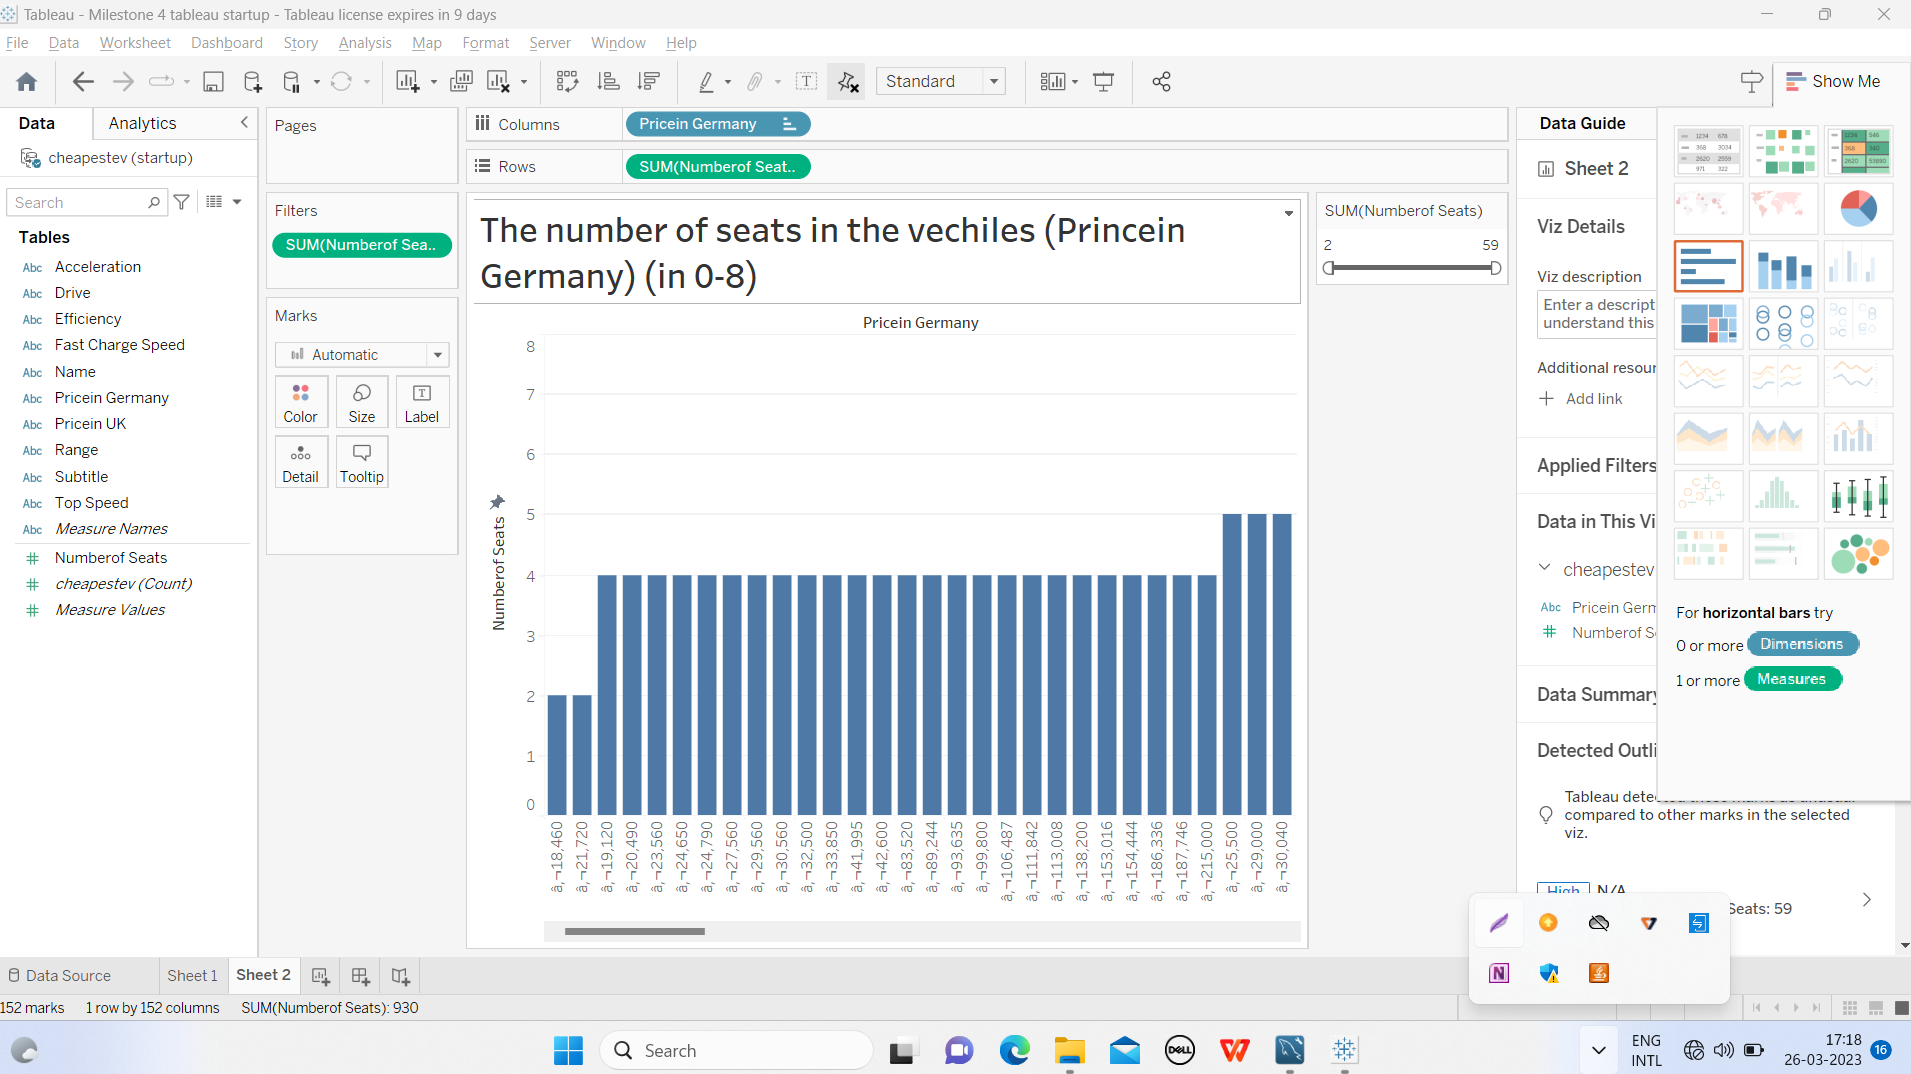 Tableau - Milestone 4 tableau startup - Tableau license expires in 9 days
File Data Worksheet Dashboard Story Analysis Map Format Server Window Help
Standard
Show Me
Data Analytics
cheapestev (startup)
Search
Tables
Abc Acceleration
Abc Drive
Abc Efficiency
Abc Fast Charge Speed
Abc Name
Abc Pricein Germany
Abc Pricein UK
Abc Range
Abc Subtitle
Abc Top Speed
Abc Measure Names
# Numberof Seats
# cheapestev (Count)
# Measure Values
Pages
Filters
SUM(Numberof Sea..
Marks
Automatic
Color Size Label
Detail Tooltip
Columns Pricein Germany
Rows SUM(Numberof Seat..
The number of seats in the vechiles (Princein
Germany) (in 0-8)
Pricein Germany
Numberof Seats
8
7
6
5
4
3
2
1
0
â‚¬18,460
â‚¬21,720
â‚¬19,120
â‚¬20,490
â‚¬23,560
â‚¬24,650
â‚¬24,790
â‚¬27,560
â‚¬29,560
â‚¬30,560
â‚¬32,500
â‚¬33,850
â‚¬41,995
â‚¬42,600
â‚¬83,520
â‚¬89,244
â‚¬93,635
â‚¬99,800
â‚¬106,487
â‚¬111,842
â‚¬113,008
â‚¬138,200
â‚¬153,016
â‚¬154,444
â‚¬186,336
â‚¬187,746
â‚¬215,000
â‚¬25,500
â‚¬29,000
â‚¬30,040
SUM(Numberof Seats)
2 59
Data Guide
Sheet 2
Viz Details
Viz description
Enter a descript
understand this
Additional resour
Add link
Applied Filters
Data in This Vi
cheapestev
Abc Pricein Germ
# Numberof S
Data Summary
Detected Outli
compared to other marks in the selected
viz.
High N/A
Seats: 59
For horizontal bars try
0 or more Dimensions
1 or more Measures
Data Source Sheet 1 Sheet 2
152 marks 1 row by 152 columns SUM(Numberof Seats): 930
Search
DELL
ENG
INTL
17:18
26-03-2023
16